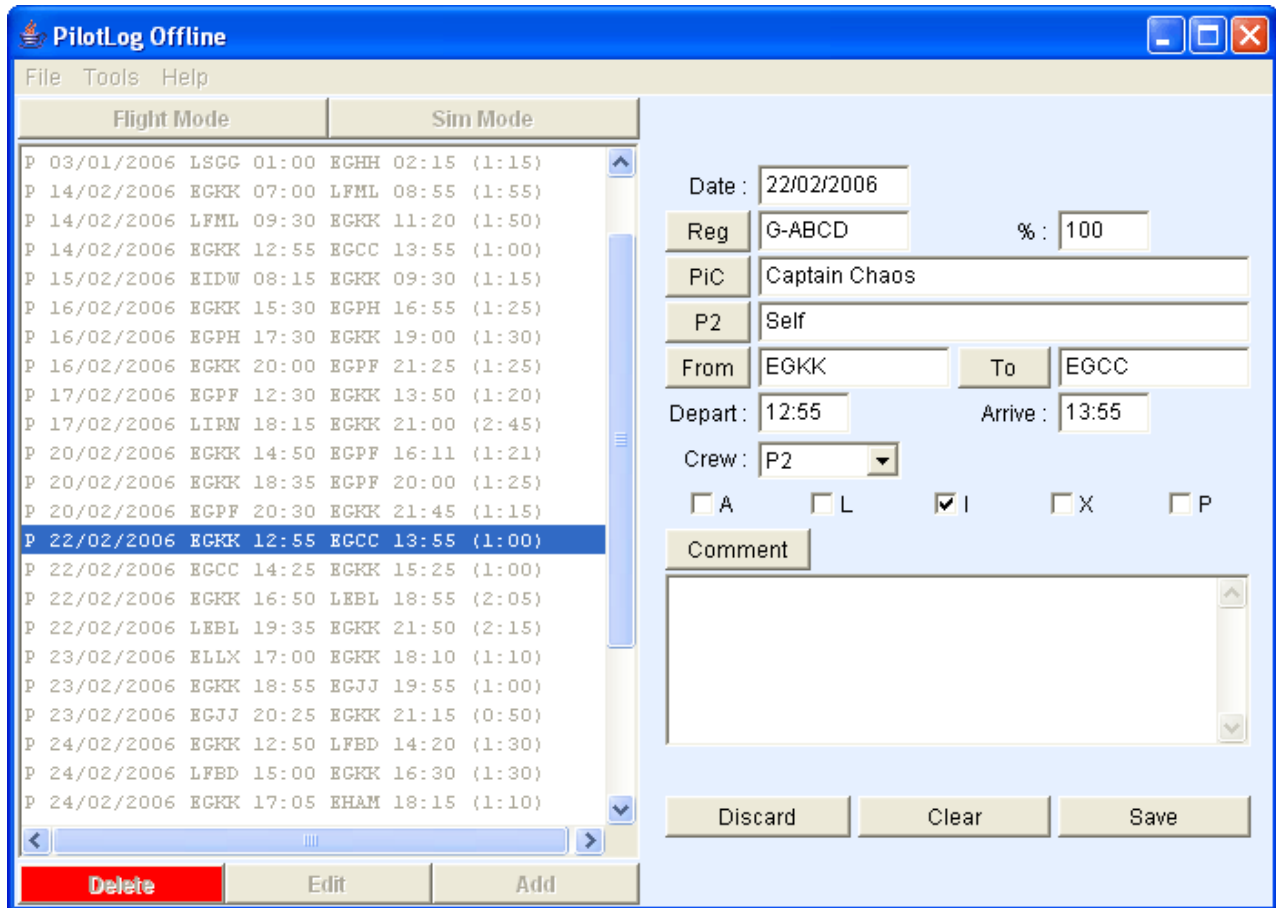 PilotLog Offline
File Tools Help
Flight Mode Sim Mode
P 03/01/2006 LSGG 01:00 EGHH 02:15 (1:15)
P 14/02/2006 EGKK 07:00 LFML 08:55 (1:55)
P 14/02/2006 LFML 09:30 EGKK 11:20 (1:50)
P 14/02/2006 EGKK 12:55 EGCC 13:55 (1:00)
P 15/02/2006 EIDW 08:15 EGKK 09:30 (1:15)
P 16/02/2006 EGKK 15:30 EGPH 16:55 (1:25)
P 16/02/2006 EGPH 17:30 EGKK 19:00 (1:30)
P 16/02/2006 EGKK 20:00 EGPF 21:25 (1:25)
P 17/02/2006 EGPF 12:30 EGKK 13:50 (1:20)
P 17/02/2006 LIRN 18:15 EGKK 21:00 (2:45)
P 20/02/2006 EGKK 14:50 EGPF 16:11 (1:21)
P 20/02/2006 EGKK 18:35 EGPF 20:00 (1:25)
P 20/02/2006 EGPF 20:30 EGKK 21:45 (1:15)
P 22/02/2006 EGKK 12:55 EGCC 13:55 (1:00)
P 22/02/2006 EGCC 14:25 EGKK 15:25 (1:00)
P 22/02/2006 EGKK 16:50 LEBL 18:55 (2:05)
P 22/02/2006 LEBL 19:35 EGKK 21:50 (2:15)
P 23/02/2006 ELLX 17:00 EGKK 18:10 (1:10)
P 23/02/2006 EGKK 18:55 EGJJ 19:55 (1:00)
P 23/02/2006 EGJJ 20:25 EGKK 21:15 (0:50)
P 24/02/2006 EGKK 12:50 LFBD 14:20 (1:30)
P 24/02/2006 LFBD 15:00 EGKK 16:30 (1:30)
P 24/02/2006 EGKK 17:05 EHAM 18:15 (1:10)
Delete Edit Add
Date : 22/02/2006
Reg G-ABCD % : 100
PiC Captain Chaos
P2 Self
From EGKK To EGCC
Depart : 12:55 Arrive : 13:55
Crew : P2
A L I X P
Comment
Discard Clear Save